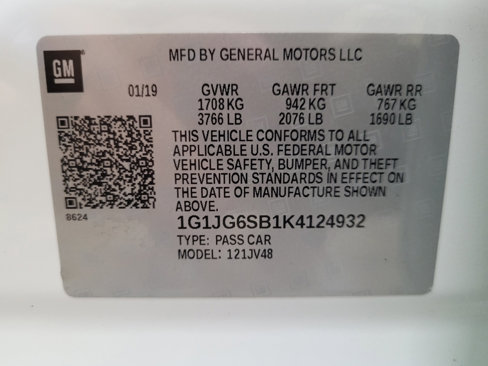 GM
MFD BY GENERAL MOTORS LLC
01/19 GVWR GAWR FRT GAWR RR
1708 KG 942 KG 767 KG
3766 LB 2076 LB 1690 LB
THIS VEHICLE CONFORMS TO ALL
APPLICABLE U.S. FEDERAL MOTOR
VEHICLE SAFETY, BUMPER, AND THEFT
PREVENTION STANDARDS IN EFFECT ON
THE DATE OF MANUFACTURE SHOWN
ABOVE.
8624
1G1JG6SB1K4124932
TYPE: PASS CAR
MODEL: 121JV48